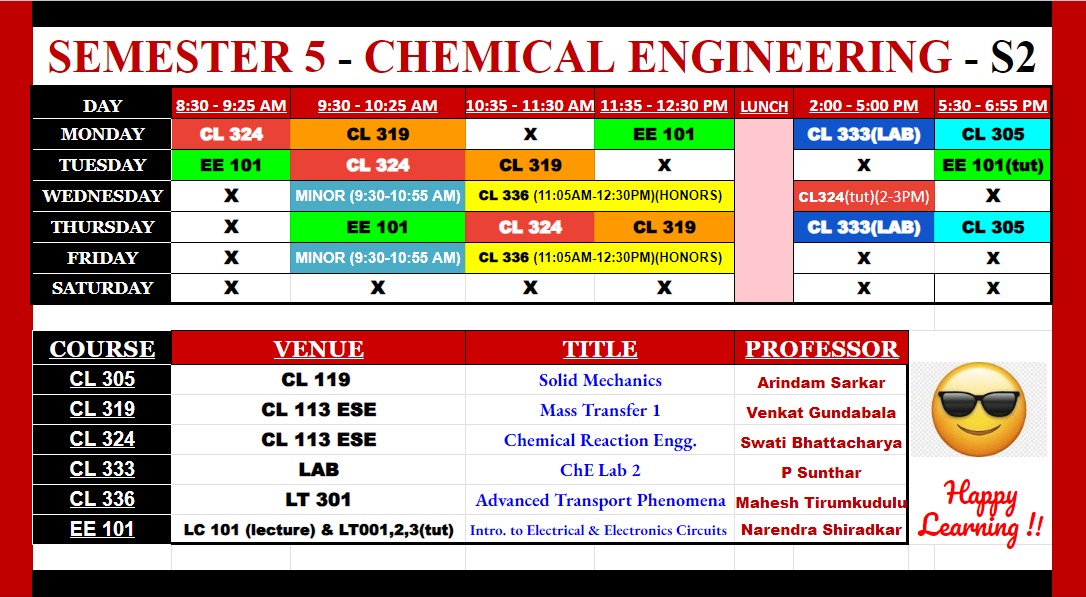 SEMESTER 5 - CHEMICAL ENGINEERING - S2
DAY 8:30 - 9:25 AM 9:30 - 10:25 AM 10:35 - 11:30 AM 11:35 - 12:30 PM LUNCH 2:00 - 5:00 PM 5:30 - 6:55 PM
MONDAY CL 324 CL 319 X EE 101 CL 333(LAB) CL 305
TUESDAY EE 101 CL 324 CL 319 X X EE 101(tut)
WEDNESDAY X MINOR (9:30-10:55 AM) CL 336 (11:05AM-12:30PM)(HONORS) CL324(tut)(2-3PM) X
THURSDAY X EE 101 CL 324 CL 319 CL 333(LAB) CL 305
FRIDAY X MINOR (9:30-10:55 AM) CL 336 (11:05AM-12:30PM)(HONORS) X X
SATURDAY X X X X X X
COURSE VENUE TITLE PROFESSOR
CL 305 CL 119 Solid Mechanics Arindam Sarkar
CL 319 CL 113 ESE Mass Transfer 1 Venkat Gundabala
CL 324 CL 113 ESE Chemical Reaction Engg. Swati Bhattacharya
CL 333 LAB ChE Lab 2 P Sunthar
CL 336 LT 301 Advanced Transport Phenomena Mahesh Tirumkudulu
EE 101 LC 101 (lecture) & LT001,2,3(tut) Intro. to Electrical & Electronics Circuits Narendra Shiradkar
Happy
Learning !!